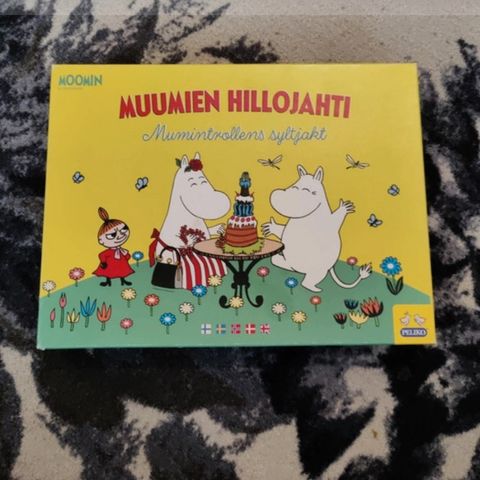 MOOMIN
MUUMIEN HILLOJAHTI
Mumintrollens syltjakt
PELIKO